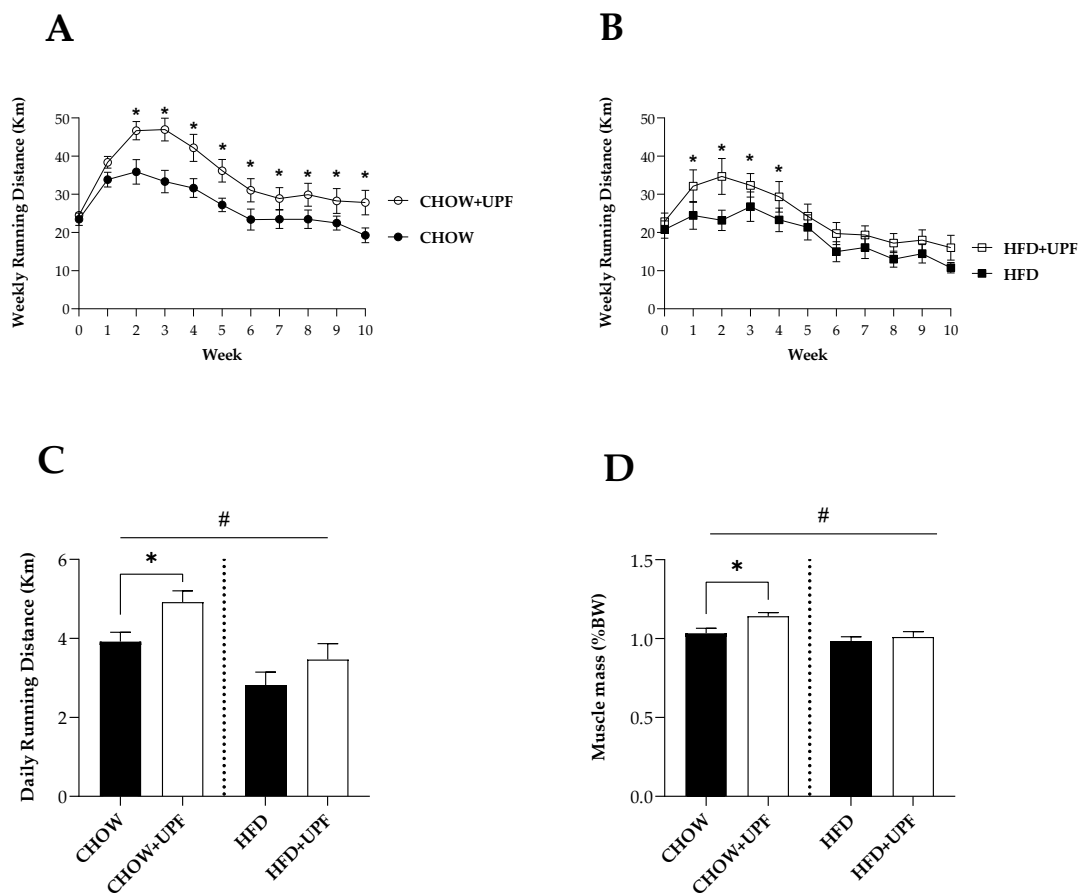 A
Weekly Running Distance (Km)
50
40
30
20
10
0
* * * * * * * * *
0 1 2 3 4 5 6 7 8 9 10
Week
CHOW+UPF
CHOW
B
Weekly Running Distance (Km)
50
40
30
20
10
0
* * * *
0 1 2 3 4 5 6 7 8 9 10
Week
HFD+UPF
HFD
C
Daily Running Distance (Km)
6
4
2
0
#
*
CHOW
CHOW+UPF
HFD
HFD+UPF
D
Muscle mass (%BW)
1.5
1.0
0.5
0.0
#
*
CHOW
CHOW+UPF
HFD
HFD+UPF